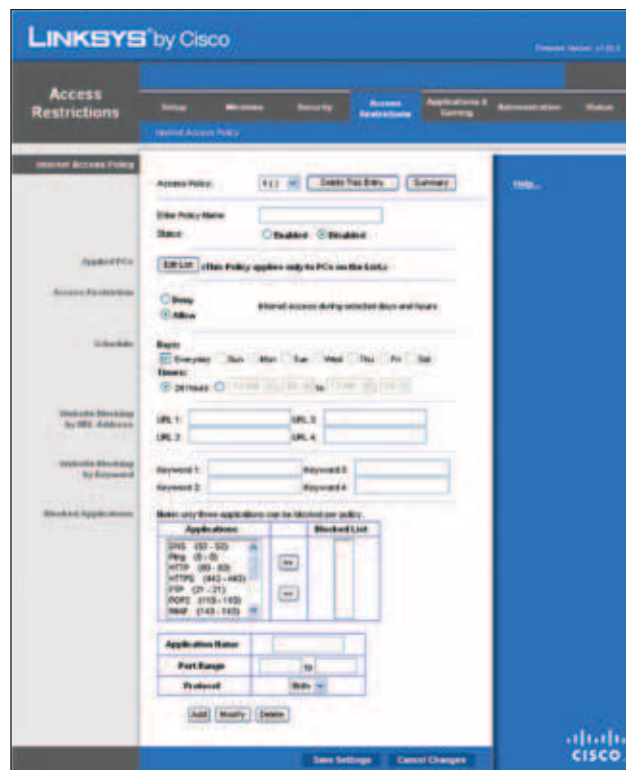 LINKSYS® by Cisco
Firmware Version: v1.02.2
Access Restrictions
Setup Wireless Security Access Restrictions Applications & Gaming Administration Status
Internet Access Policy
Internet Access Policy
Access Policy: 1 ( ) Delete This Entry Summary
Help...
Enter Policy Name:
Status: Enabled Disabled
Applied PCs
Edit List (This Policy applies only to PCs on the List.)
Access Restriction
Deny
Allow
Internet access during selected days and hours
Schedule
Days:
Everyday Sun Mon Tue Wed Thu Fri Sat
Times:
24 Hours to
Website Blocking by URL Address
URL 1: URL 3:
URL 2: URL 4:
Website Blocking by Keyword
Keyword 1: Keyword 3:
Keyword 2: Keyword 4:
Blocked Applications
Note: only three applications can be blocked per policy.
Applications Blocked List
DNS (53 - 53)
Ping (0 - 0)
HTTP (80 - 80)
HTTPS (443 - 443)
FTP (21 - 21)
POP3 (110 - 110)
IMAP (143 - 143)
>>
<<
Application Name
Port Range to
Protocol Both
Add Modify Delete
Save Settings Cancel Changes
CISCO